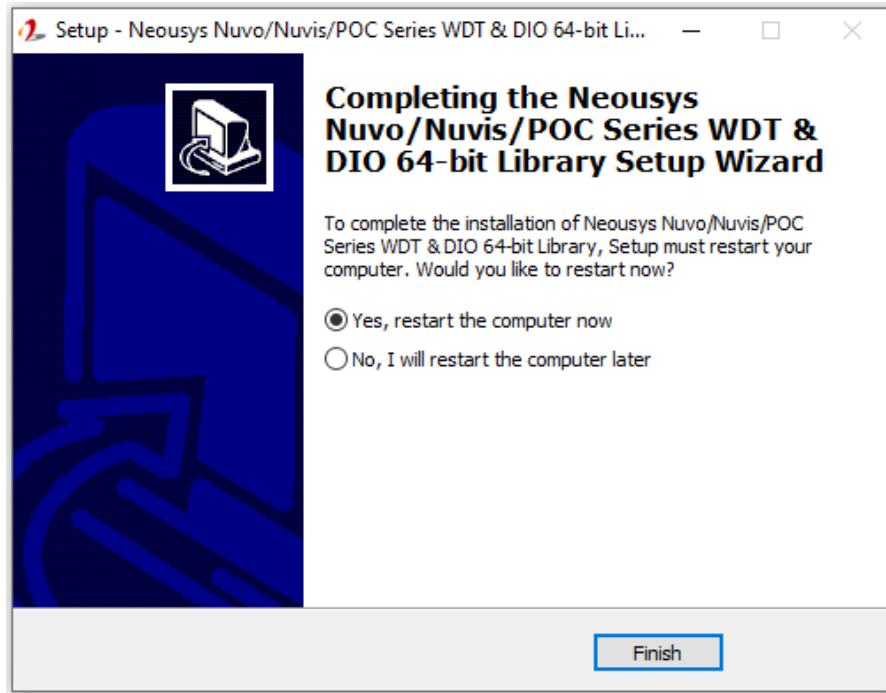 Setup - Neousys Nuvo/Nuvis/POC Series WDT & DIO 64-bit Li...
Completing the Neousys
Nuvo/Nuvis/POC Series WDT &
DIO 64-bit Library Setup Wizard
To complete the installation of Neousys Nuvo/Nuvis/POC
Series WDT & DIO 64-bit Library, Setup must restart your
computer. Would you like to restart now?
Yes, restart the computer now
No, I will restart the computer later
Finish